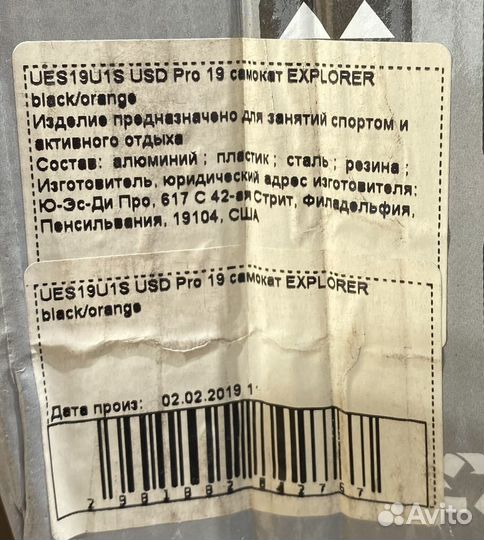 UES19U1S USD Pro 19 самокат EXPLORER
black/orange
Изделие предназначено для занятий спортом и
активного отдыха
Состав: алюминий ; пластик ; сталь ; резина ;
Изготовитель, юридический адрес изготовителя:
Ю-Эс-Ди Про, 617 С 42-ая Стрит, Филадельфия,
Пенсильвания, 19104, США
UES19U1S USD Pro 19 самокат EXPLORER
black/orange
Дата произ: 02.02.2019 1
Avito